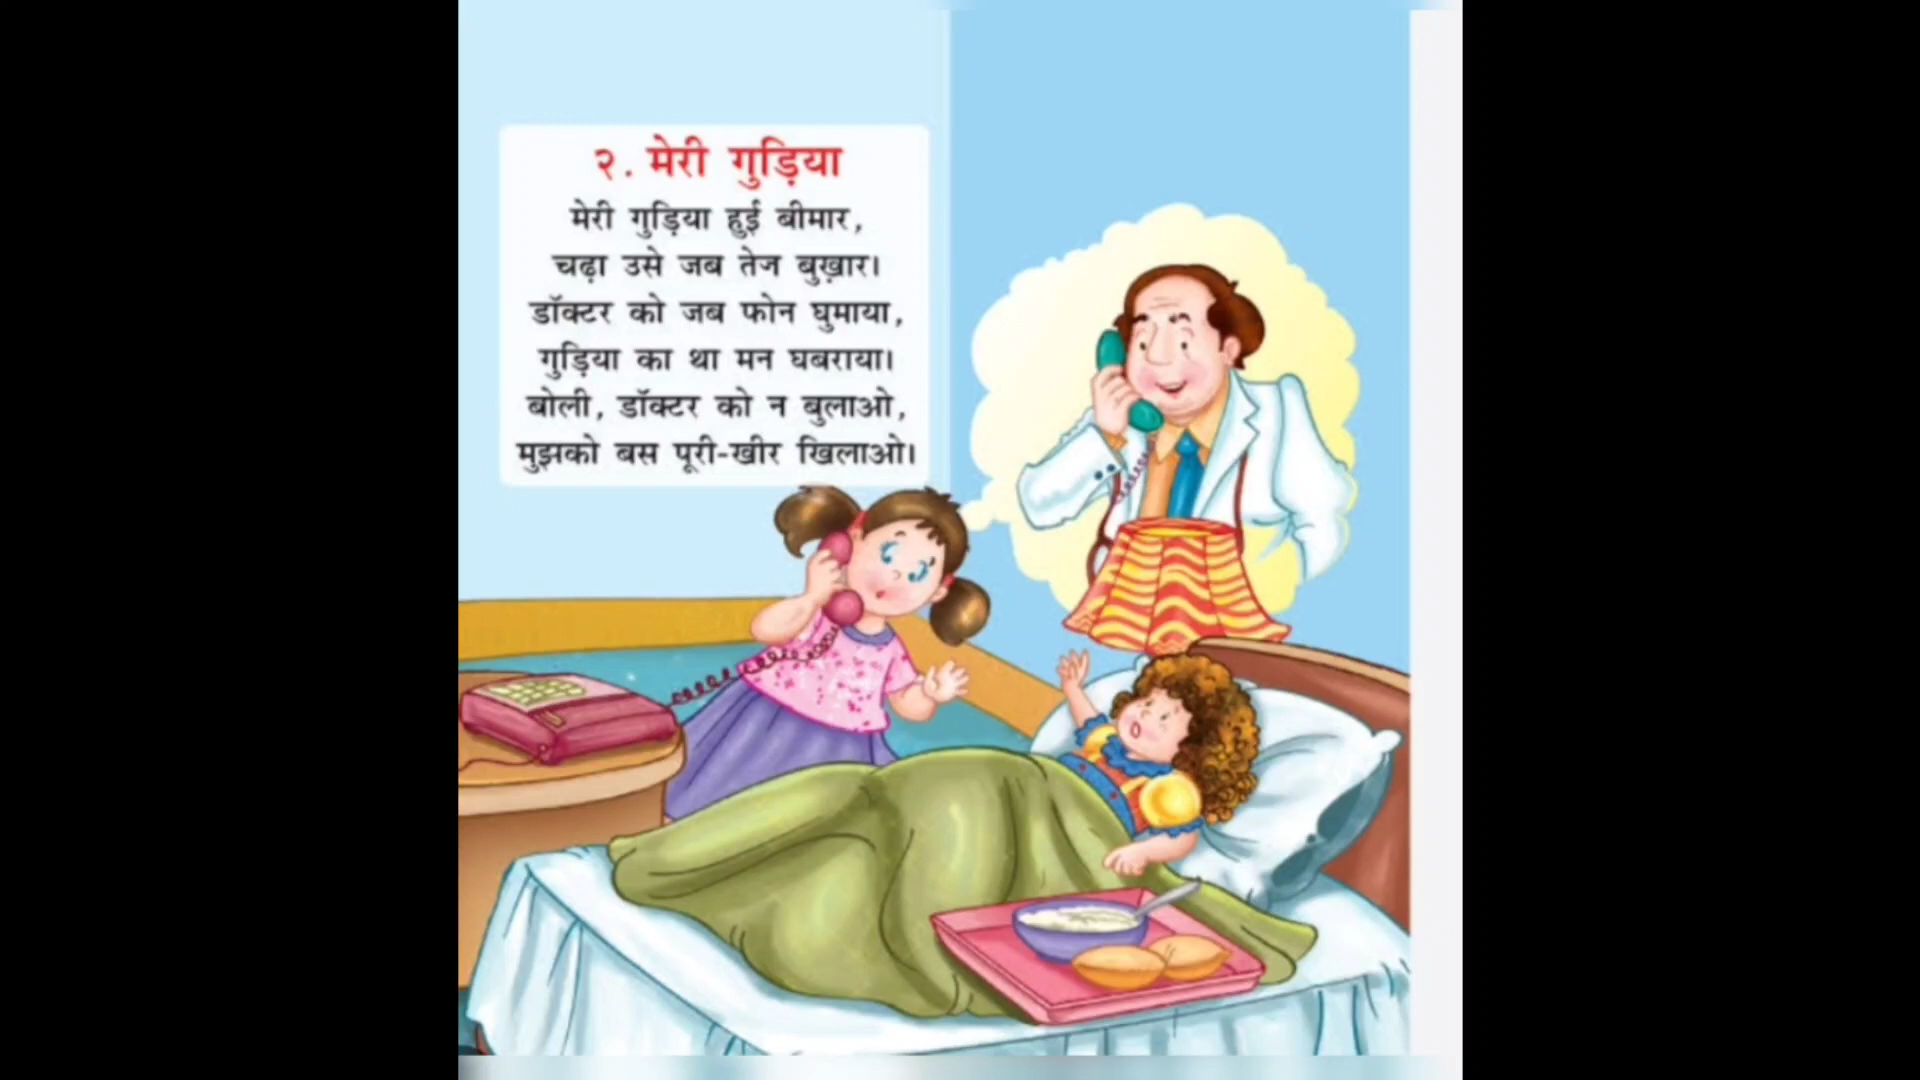 २. मेरी गुड़िया
मेरी गुड़िया हुई बीमार,
चढ़ा उसे जब तेज बुख़ार।
डॉक्टर को जब फोन घुमाया,
गुड़िया का था मन घबराया।
बोली, डॉक्टर को न बुलाओ,
मुझको बस पूरी-खीर खिलाओ।